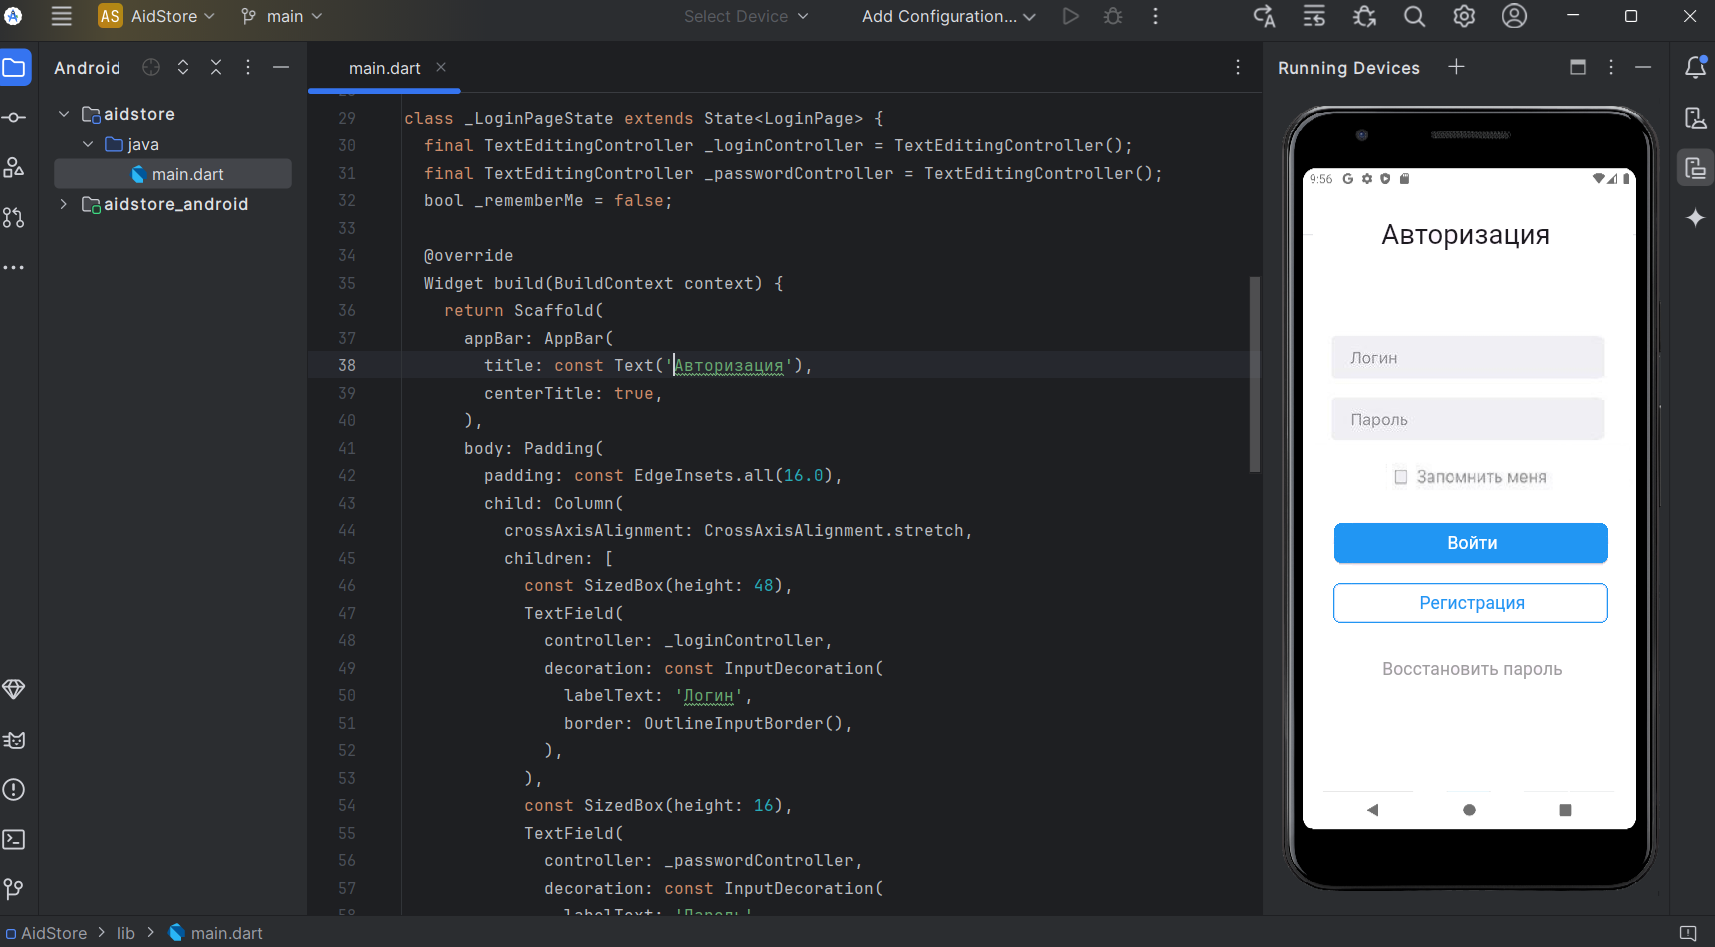 AS AidStore main Select Device Add Configuration...
Android
main.dart
Running Devices
aidstore
java
main.dart
aidstore_android
29 class _LoginPageState extends State<LoginPage> {
30 final TextEditingController _loginController = TextEditingController();
31 final TextEditingController _passwordController = TextEditingController();
32 bool _rememberMe = false;
33
34 @override
35 Widget build(BuildContext context) {
36 return Scaffold(
37 appBar: AppBar(
38 title: const Text('Авторизация'),
39 centerTitle: true,
40 ),
41 body: Padding(
42 padding: const EdgeInsets.all(16.0),
43 child: Column(
44 crossAxisAlignment: CrossAxisAlignment.stretch,
45 children: [
46 const SizedBox(height: 48),
47 TextField(
48 controller: _loginController,
49 decoration: const InputDecoration(
50 labelText: 'Логин',
51 border: OutlineInputBorder(),
52 ),
53 ),
54 const SizedBox(height: 16),
55 TextField(
56 controller: _passwordController,
57 decoration: const InputDecoration(
58 labelText: 'Пароль'
9:56
Авторизация
Логин
Пароль
Запомнить меня
Войти
Регистрация
Восстановить пароль
AidStore > lib > main.dart